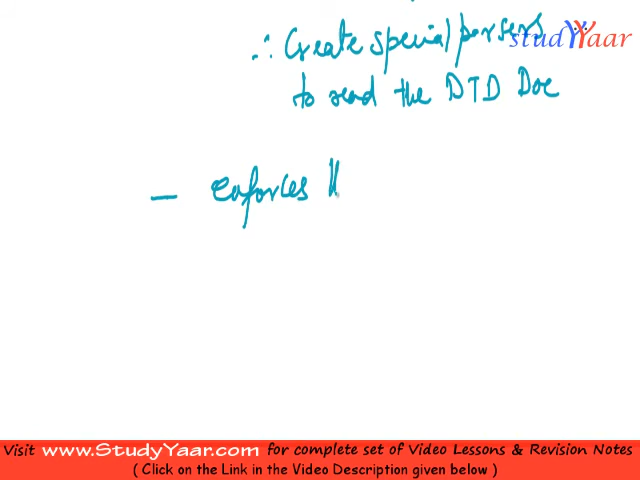 ∴ Create special parsers
studYYaar
to read the DTD Doc
— enforces
Visit www.StudyYaar.com for complete set of Video Lessons & Revision Notes
( Click on the Link in the Video Description given below )